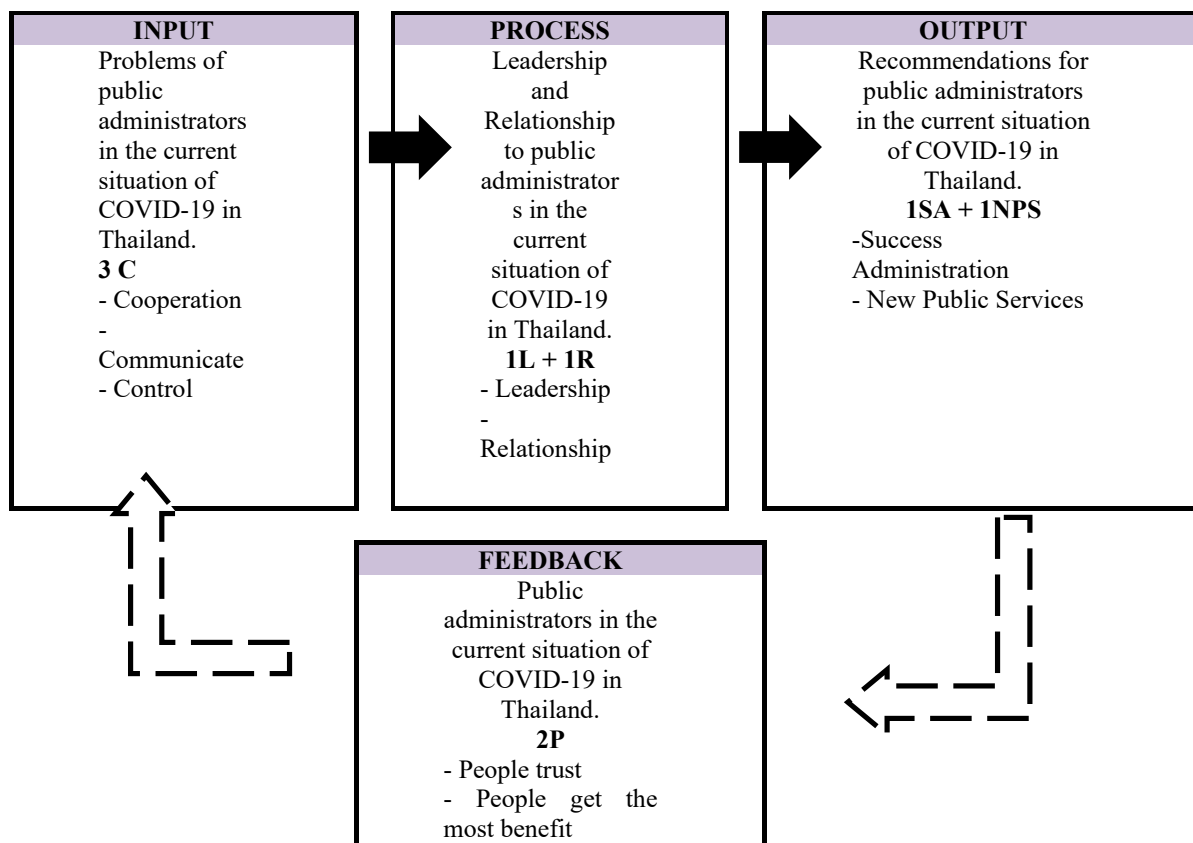 INPUT
Problems of
public
administrators
in the current
situation of
COVID-19 in
Thailand.
3 C
- Cooperation
-
Communicate
- Control
PROCESS
Leadership
and
Relationship
to public
administrator
s in the
current
situation of
COVID-19
in Thailand.
1L + 1R
- Leadership
-
Relationship
OUTPUT
Recommendations for
public administrators
in the current situation
of COVID-19 in
Thailand.
1SA + 1NPS
-Success
Administration
- New Public Services
FEEDBACK
Public
administrators in the
current situation of
COVID-19 in
Thailand.
2P
- People trust
- People get the
most benefit